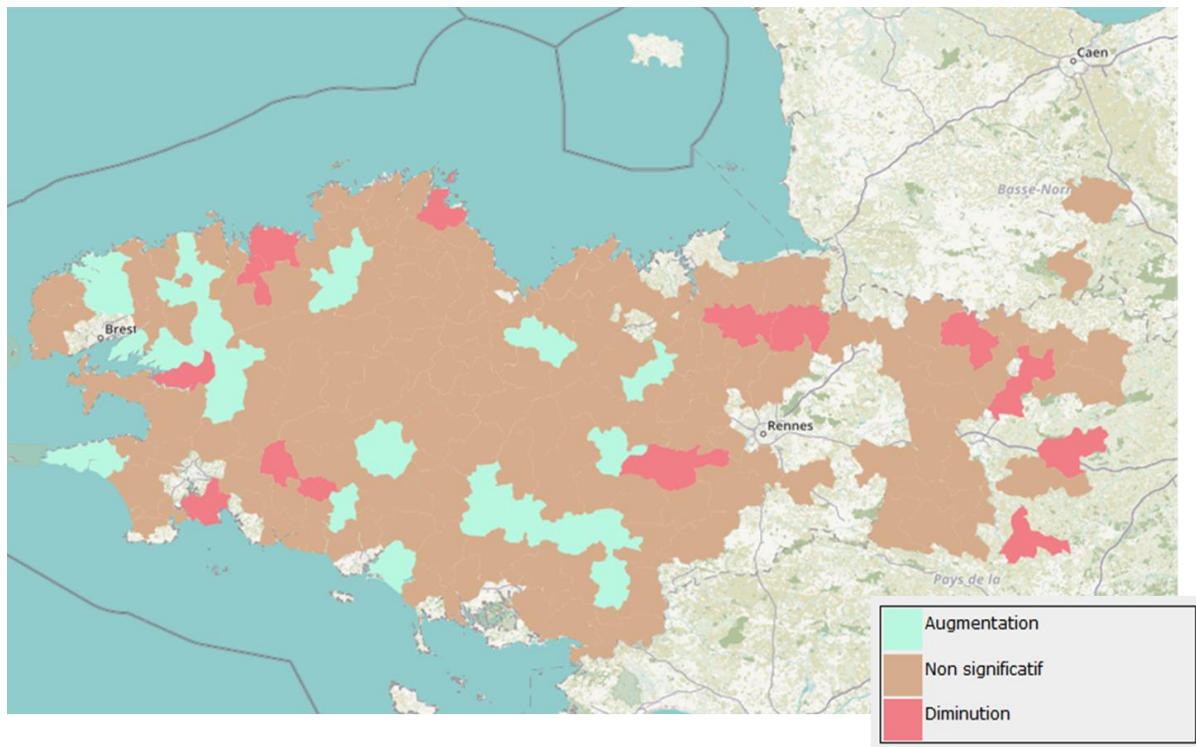 Caen
Basse-Norr
Brest
Rennes
Pays de la
Augmentation
Non significatif
Diminution